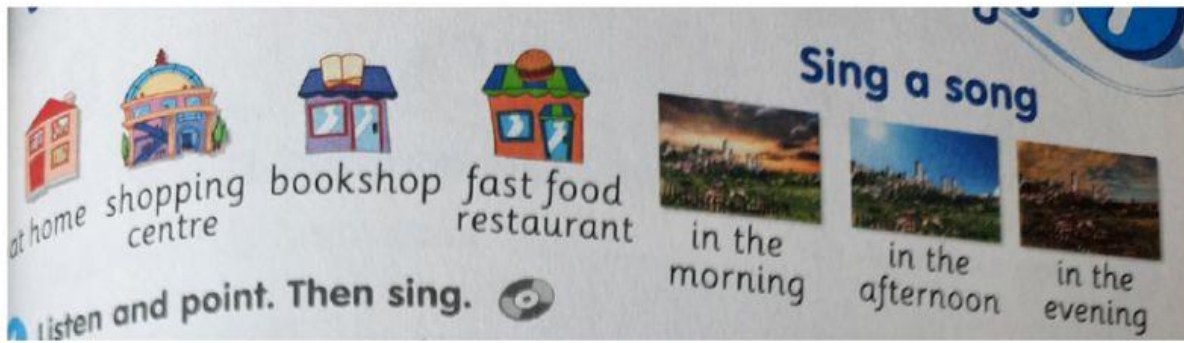 Sing a song
at home
shopping
centre
bookshop
fast food
restaurant
in the
morning
in the
afternoon
in the
evening
Listen and point. Then sing.